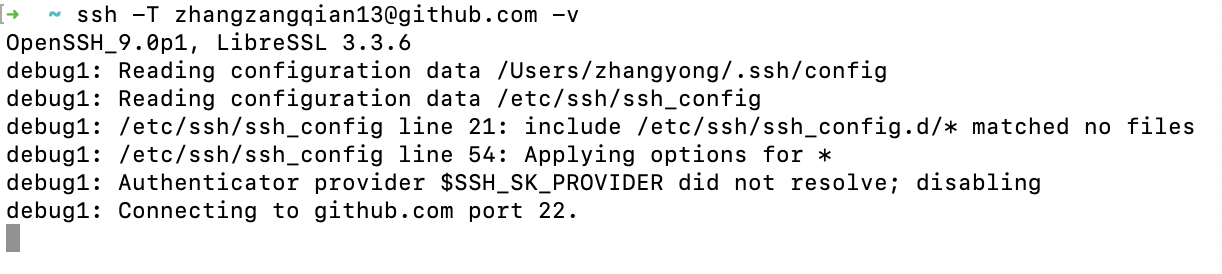 [➜  ~ ssh -T zhangzangqian13@github.com -v
OpenSSH_9.0p1, LibreSSL 3.3.6
debug1: Reading configuration data /Users/zhangyong/.ssh/config
debug1: Reading configuration data /etc/ssh/ssh_config
debug1: /etc/ssh/ssh_config line 21: include /etc/ssh/ssh_config.d/* matched no files
debug1: /etc/ssh/ssh_config line 54: Applying options for *
debug1: Authenticator provider $SSH_SK_PROVIDER did not resolve; disabling
debug1: Connecting to github.com port 22.